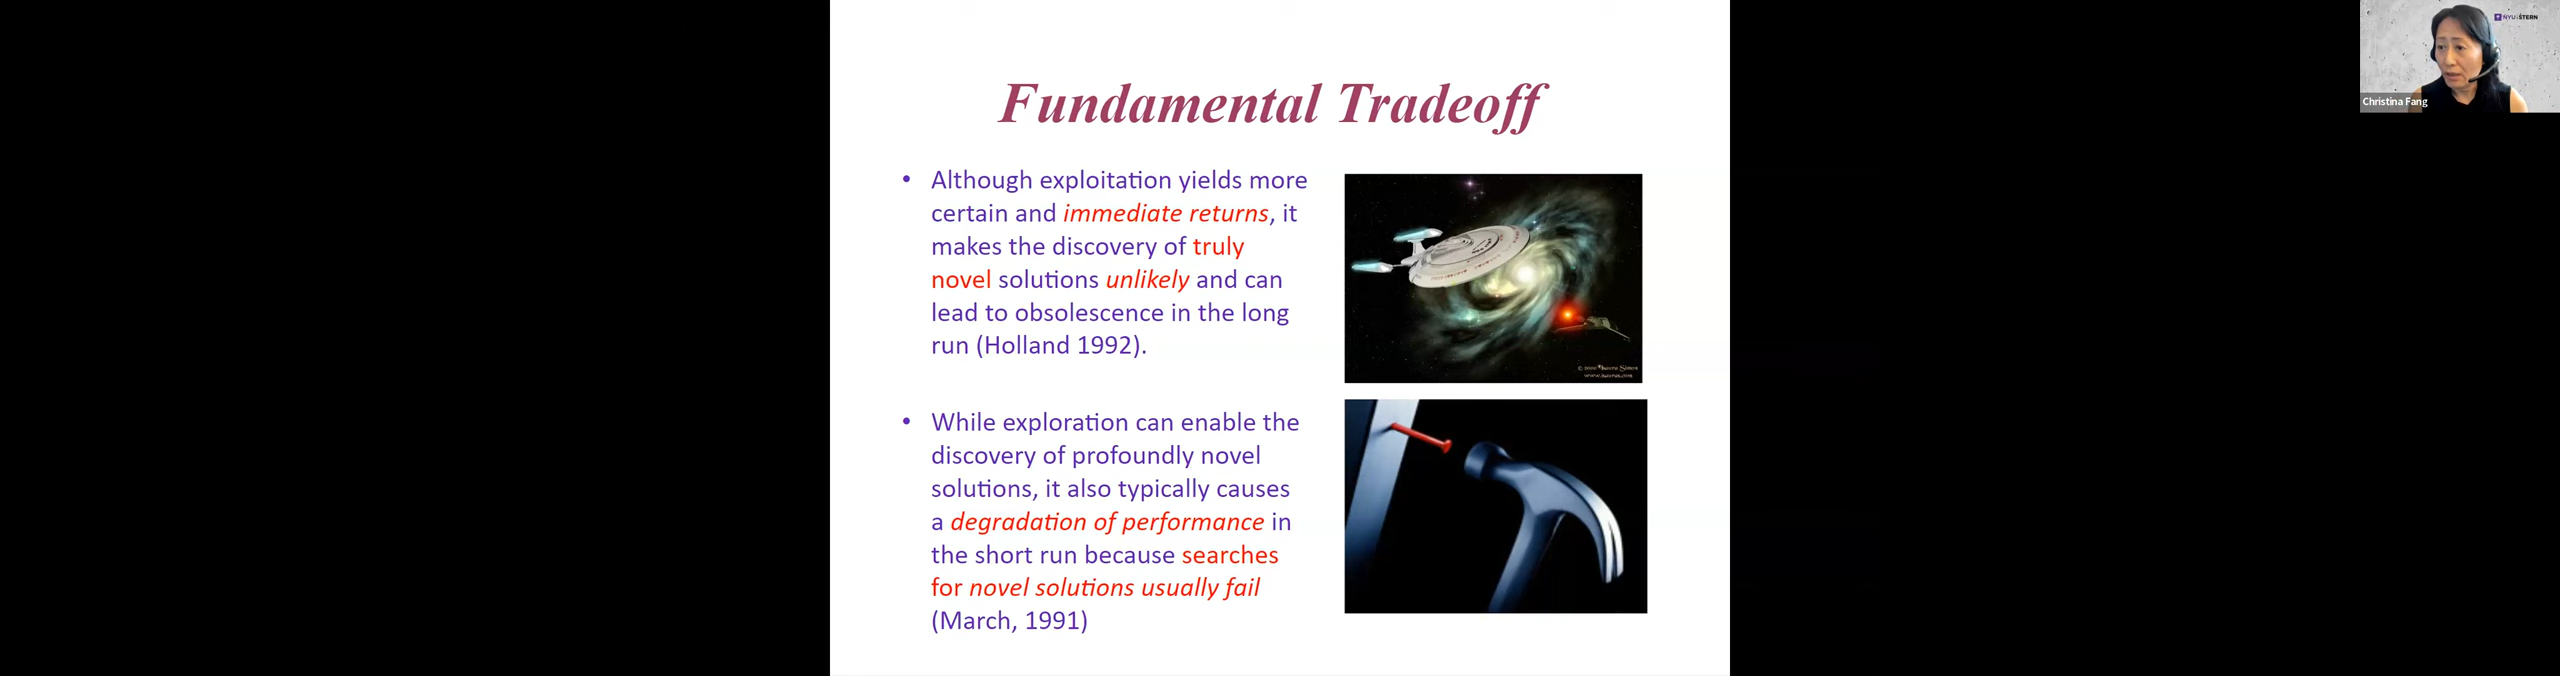 Fundamental Tradeoff
• Although exploitation yields more
certain and immediate returns, it
makes the discovery of truly
novel solutions unlikely and can
lead to obsolescence in the long
run (Holland 1992).
• While exploration can enable the
discovery of profoundly novel
solutions, it also typically causes
a degradation of performance in
the short run because searches
for novel solutions usually fail
(March, 1991)
NYU STERN
Christina Fang